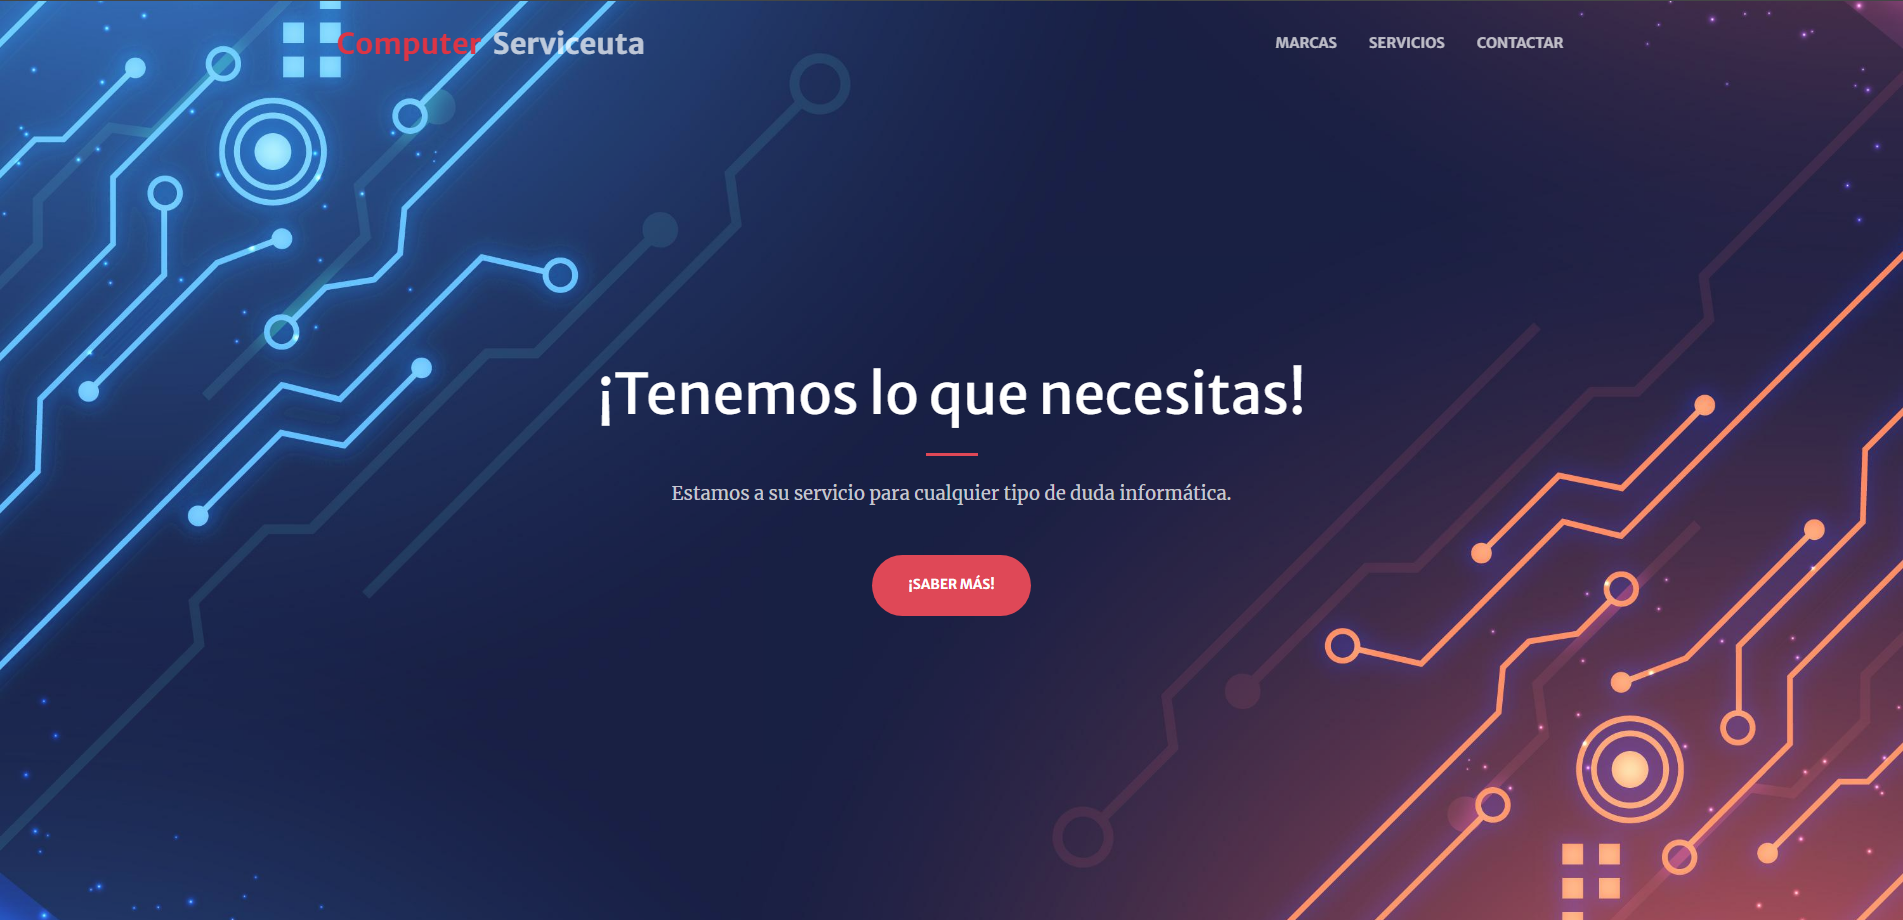 Computer Serviceuta
MARCAS SERVICIOS CONTACTAR
¡Tenemos lo que necesitas!
Estamos a su servicio para cualquier tipo de duda informática.
¡SABER MÁS!